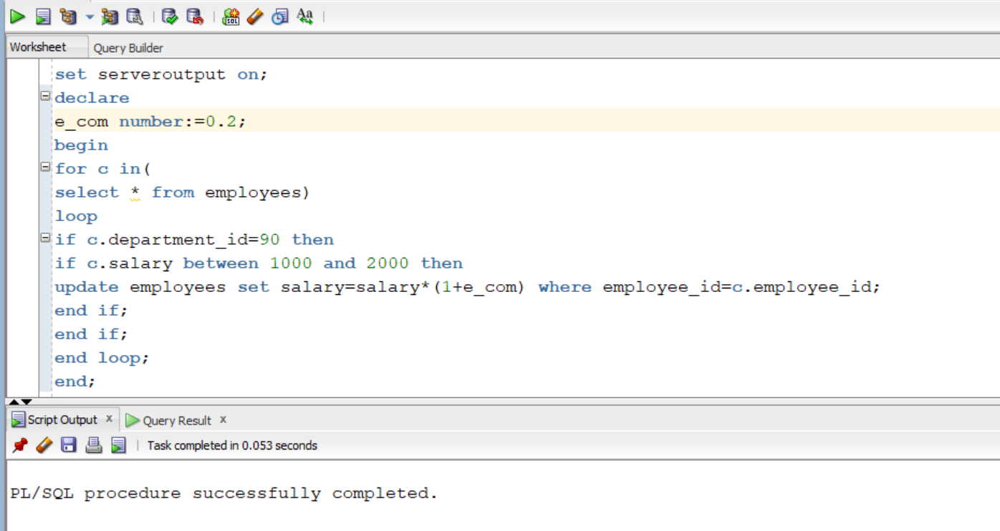 SQL
Aa
Worksheet Query Builder
set serveroutput on;
declare
e_com number:=0.2;
begin
for c in(
select * from employees)
loop
if c.department_id=90 then
if c.salary between 1000 and 2000 then
update employees set salary=salary*(1+e_com) where employee_id=c.employee_id;
end if;
end if;
end loop;
end;
Script Output x Query Result x
Task completed in 0.053 seconds
PL/SQL procedure successfully completed.